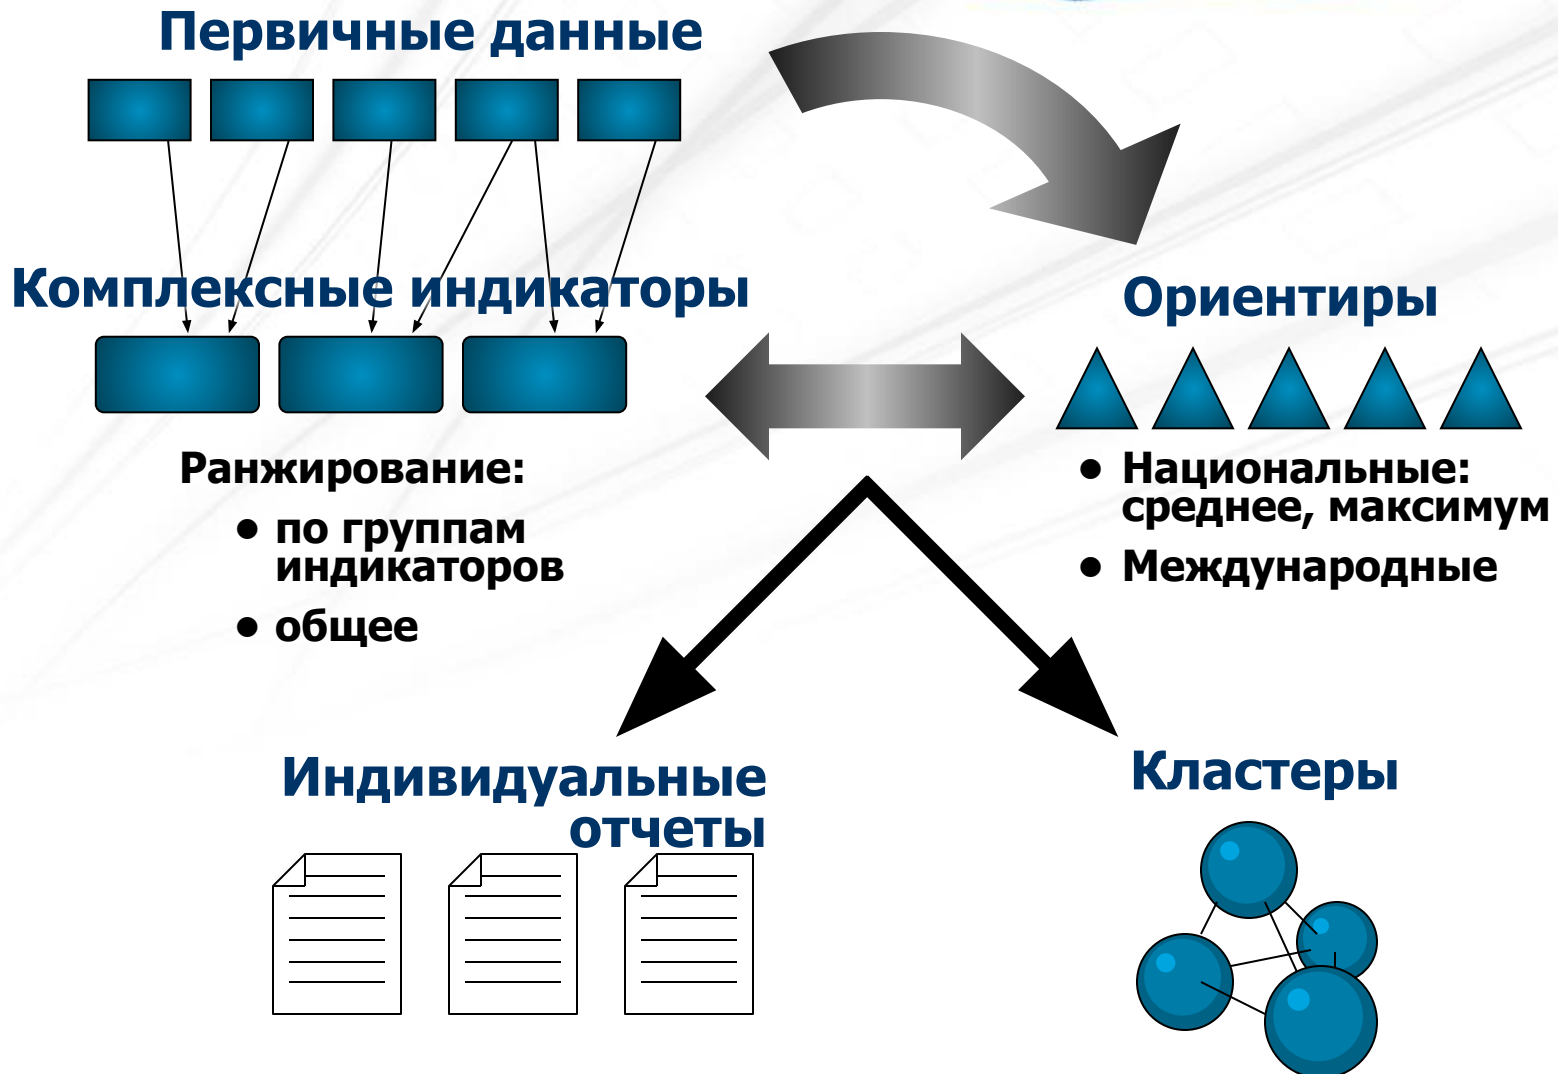 Первичные данные
Комплексные индикаторы
Ориентиры
Ранжирование:
• по группам
индикаторов
• общее
• Национальные:
среднее, максимум
• Международные
Индивидуальные
отчеты
Кластеры